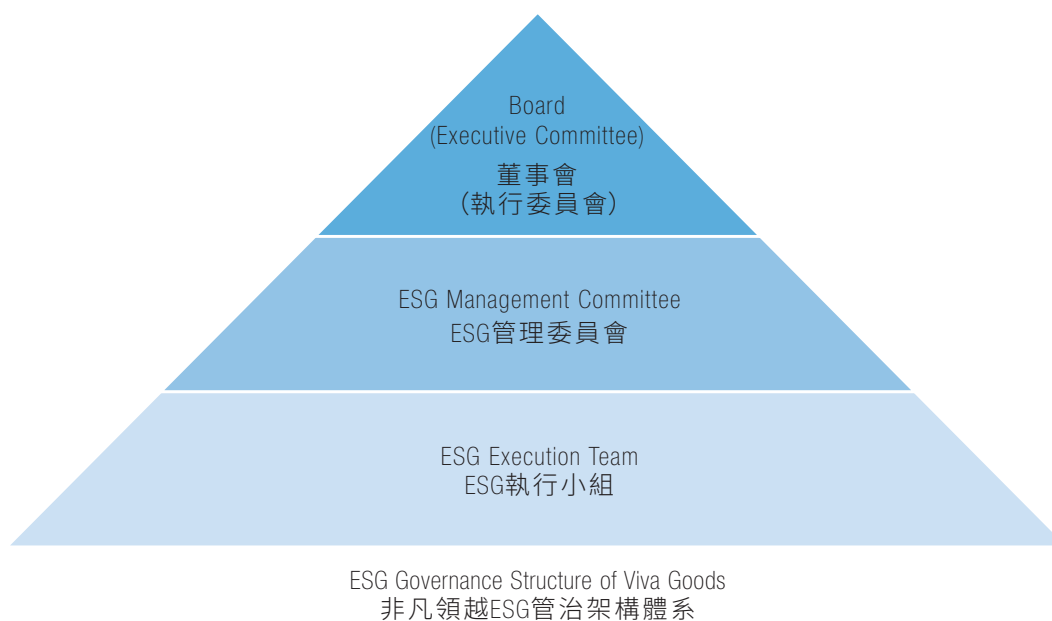 Board
(Executive Committee)
董事會
（執行委員會）
ESG Management Committee
ESG管理委員會
ESG Execution Team
ESG執行小組
ESG Governance Structure of Viva Goods
非凡領越ESG管治架構體系